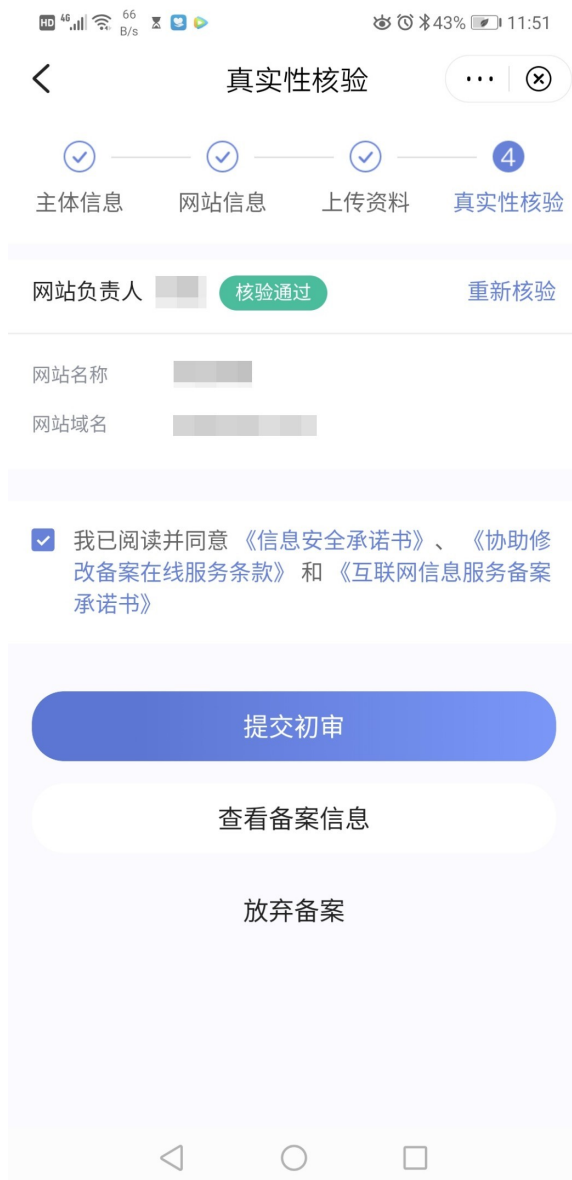 HD 4G 66 B/s 43% 11:51
真实性核验
4
主体信息 网站信息 上传资料 真实性核验
网站负责人 核验通过 重新核验
网站名称
网站域名
我已阅读并同意 《信息安全承诺书》、 《协助修
改备案在线服务条款》 和 《互联网信息服务备案
承诺书》
提交初审
查看备案信息
放弃备案